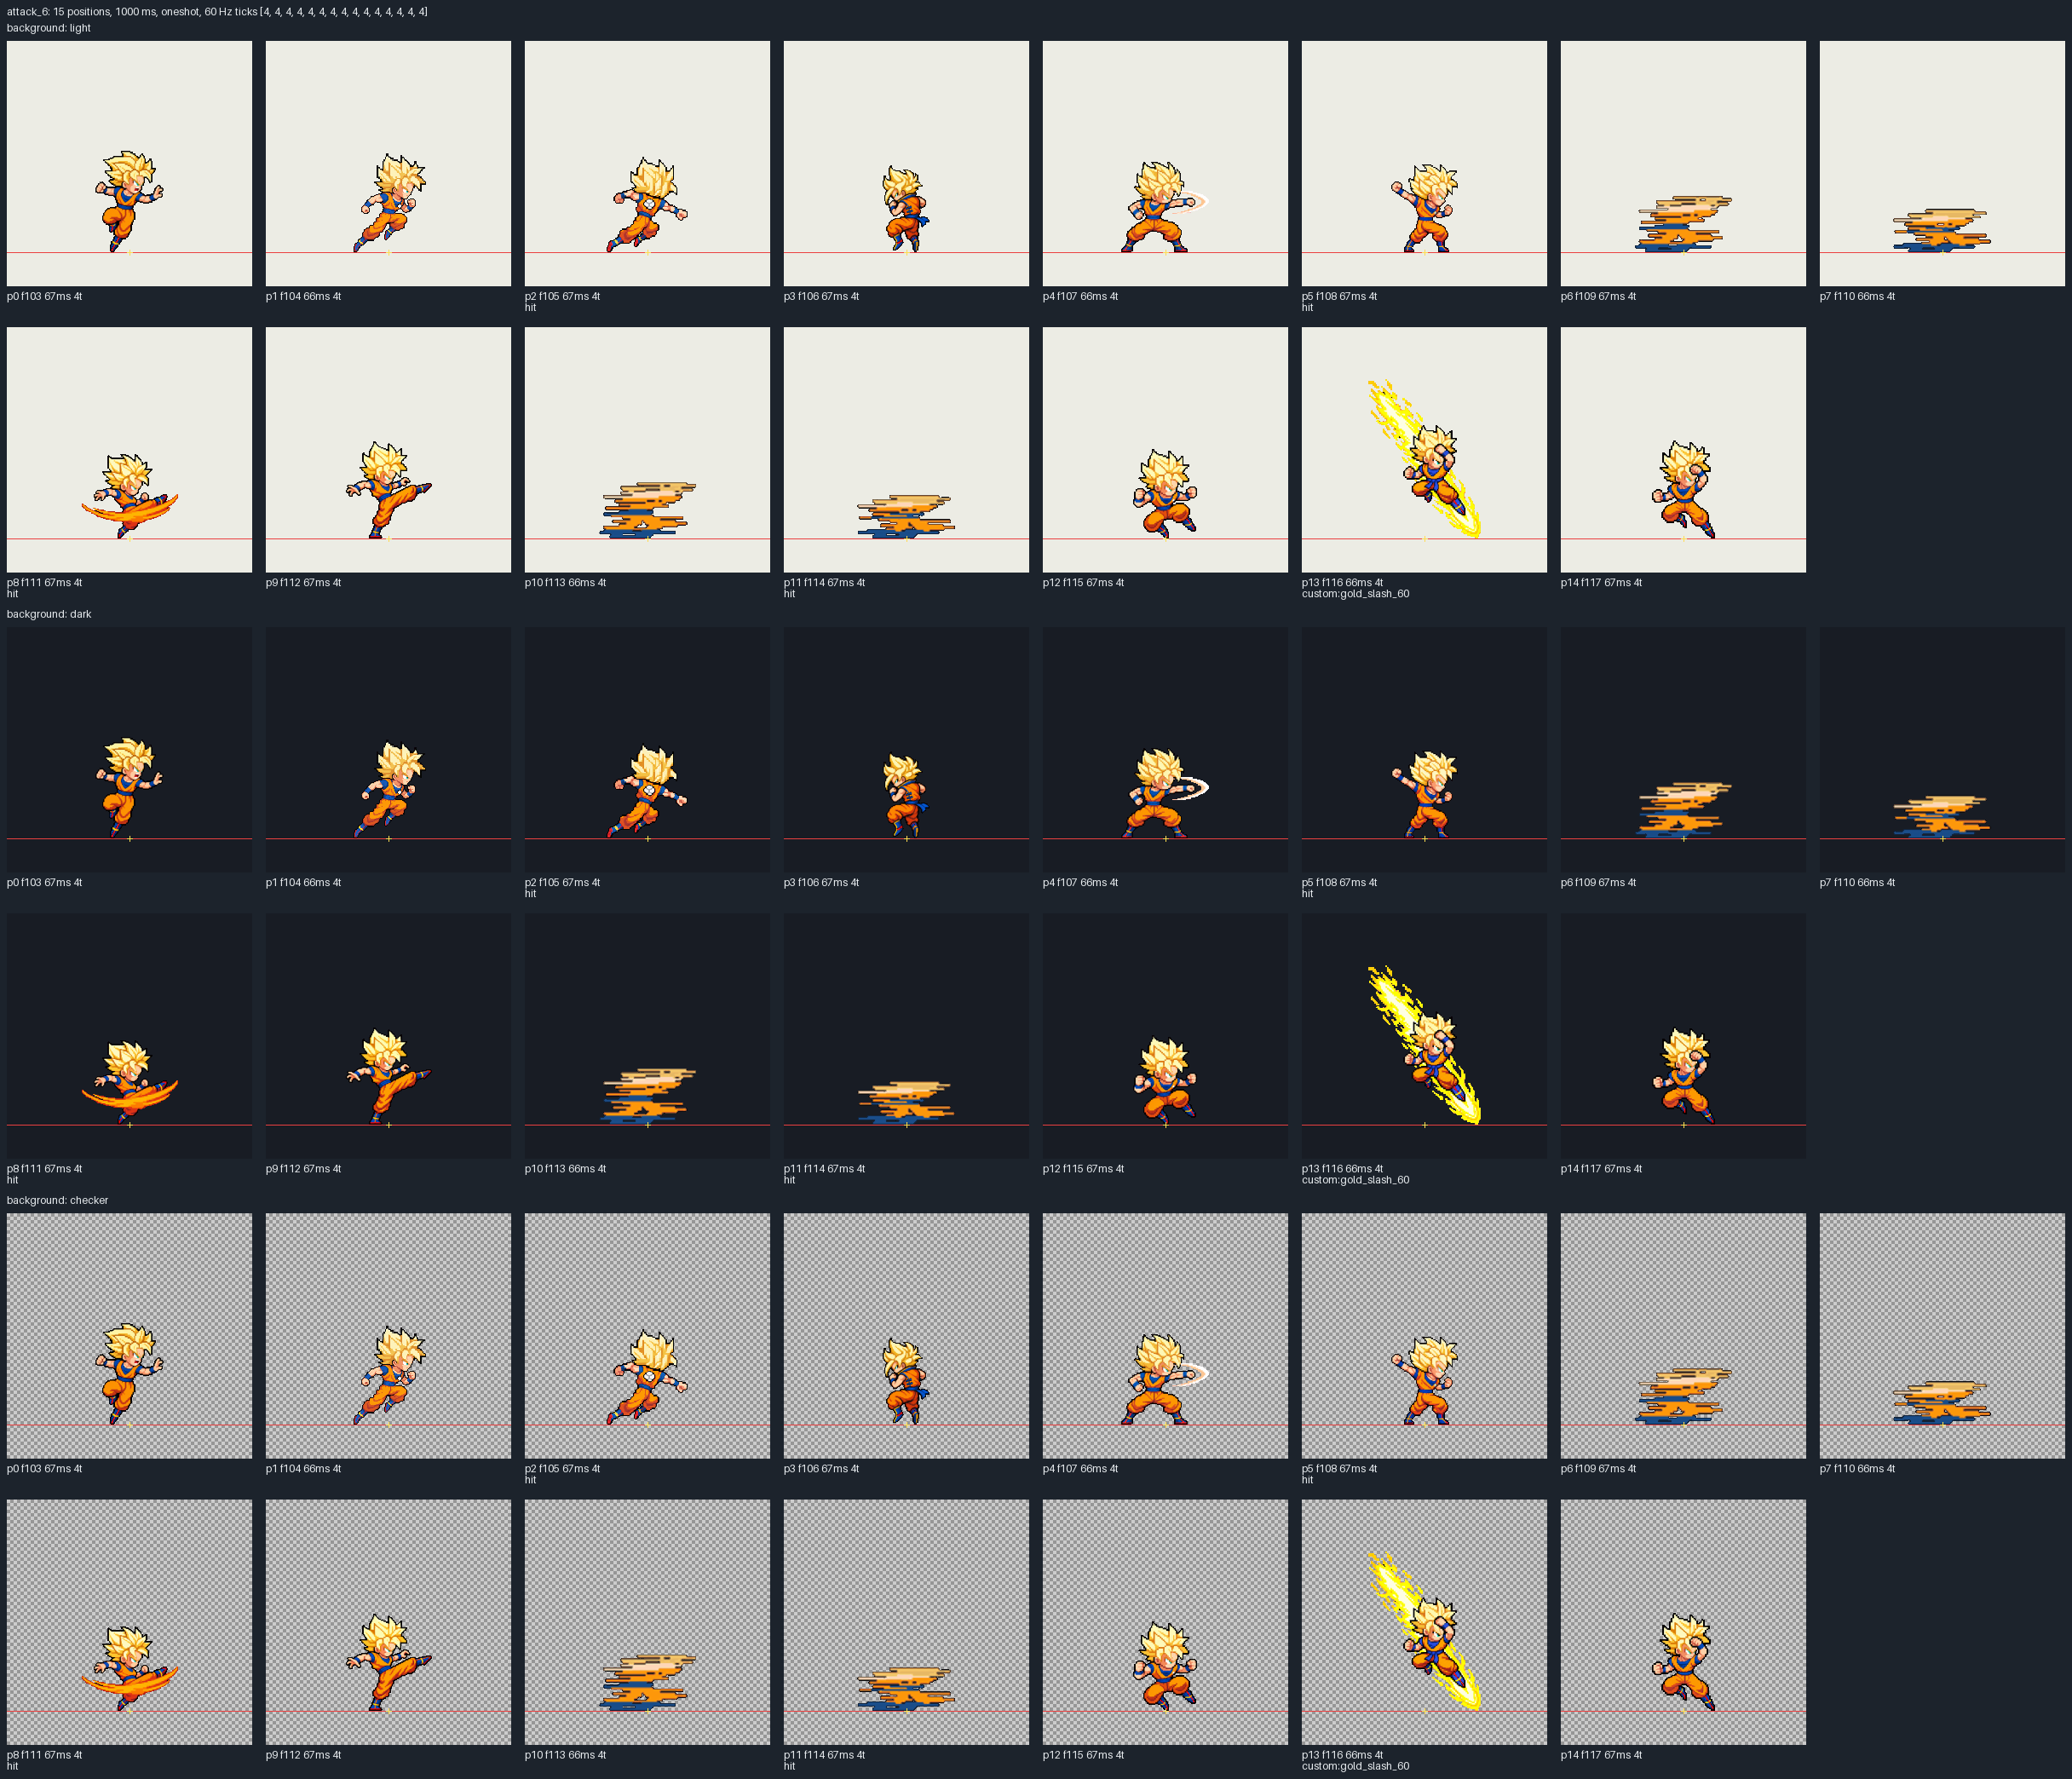 attack_6: 15 positions, 1000 ms, oneshot, 60 Hz ticks [4, 4, 4, 4, 4, 4, 4, 4, 4, 4, 4, 4, 4, 4, 4]
background: light
p0 f103 67ms 4t
p1 f104 66ms 4t
p2 f105 67ms 4t
hit
p3 f106 67ms 4t
p4 f107 66ms 4t
p5 f108 67ms 4t
hit
p6 f109 67ms 4t
p7 f110 66ms 4t
p8 f111 67ms 4t
hit
p9 f112 67ms 4t
p10 f113 66ms 4t
p11 f114 67ms 4t
hit
p12 f115 67ms 4t
p13 f116 66ms 4t
custom:gold_slash_60
p14 f117 67ms 4t
background: dark
p0 f103 67ms 4t
p1 f104 66ms 4t
p2 f105 67ms 4t
hit
p3 f106 67ms 4t
p4 f107 66ms 4t
p5 f108 67ms 4t
hit
p6 f109 67ms 4t
p7 f110 66ms 4t
p8 f111 67ms 4t
hit
p9 f112 67ms 4t
p10 f113 66ms 4t
p11 f114 67ms 4t
hit
p12 f115 67ms 4t
p13 f116 66ms 4t
custom:gold_slash_60
p14 f117 67ms 4t
background: checker
p0 f103 67ms 4t
p1 f104 66ms 4t
p2 f105 67ms 4t
hit
p3 f106 67ms 4t
p4 f107 66ms 4t
p5 f108 67ms 4t
hit
p6 f109 67ms 4t
p7 f110 66ms 4t
p8 f111 67ms 4t
hit
p9 f112 67ms 4t
p10 f113 66ms 4t
p11 f114 67ms 4t
hit
p12 f115 67ms 4t
p13 f116 66ms 4t
custom:gold_slash_60
p14 f117 67ms 4t